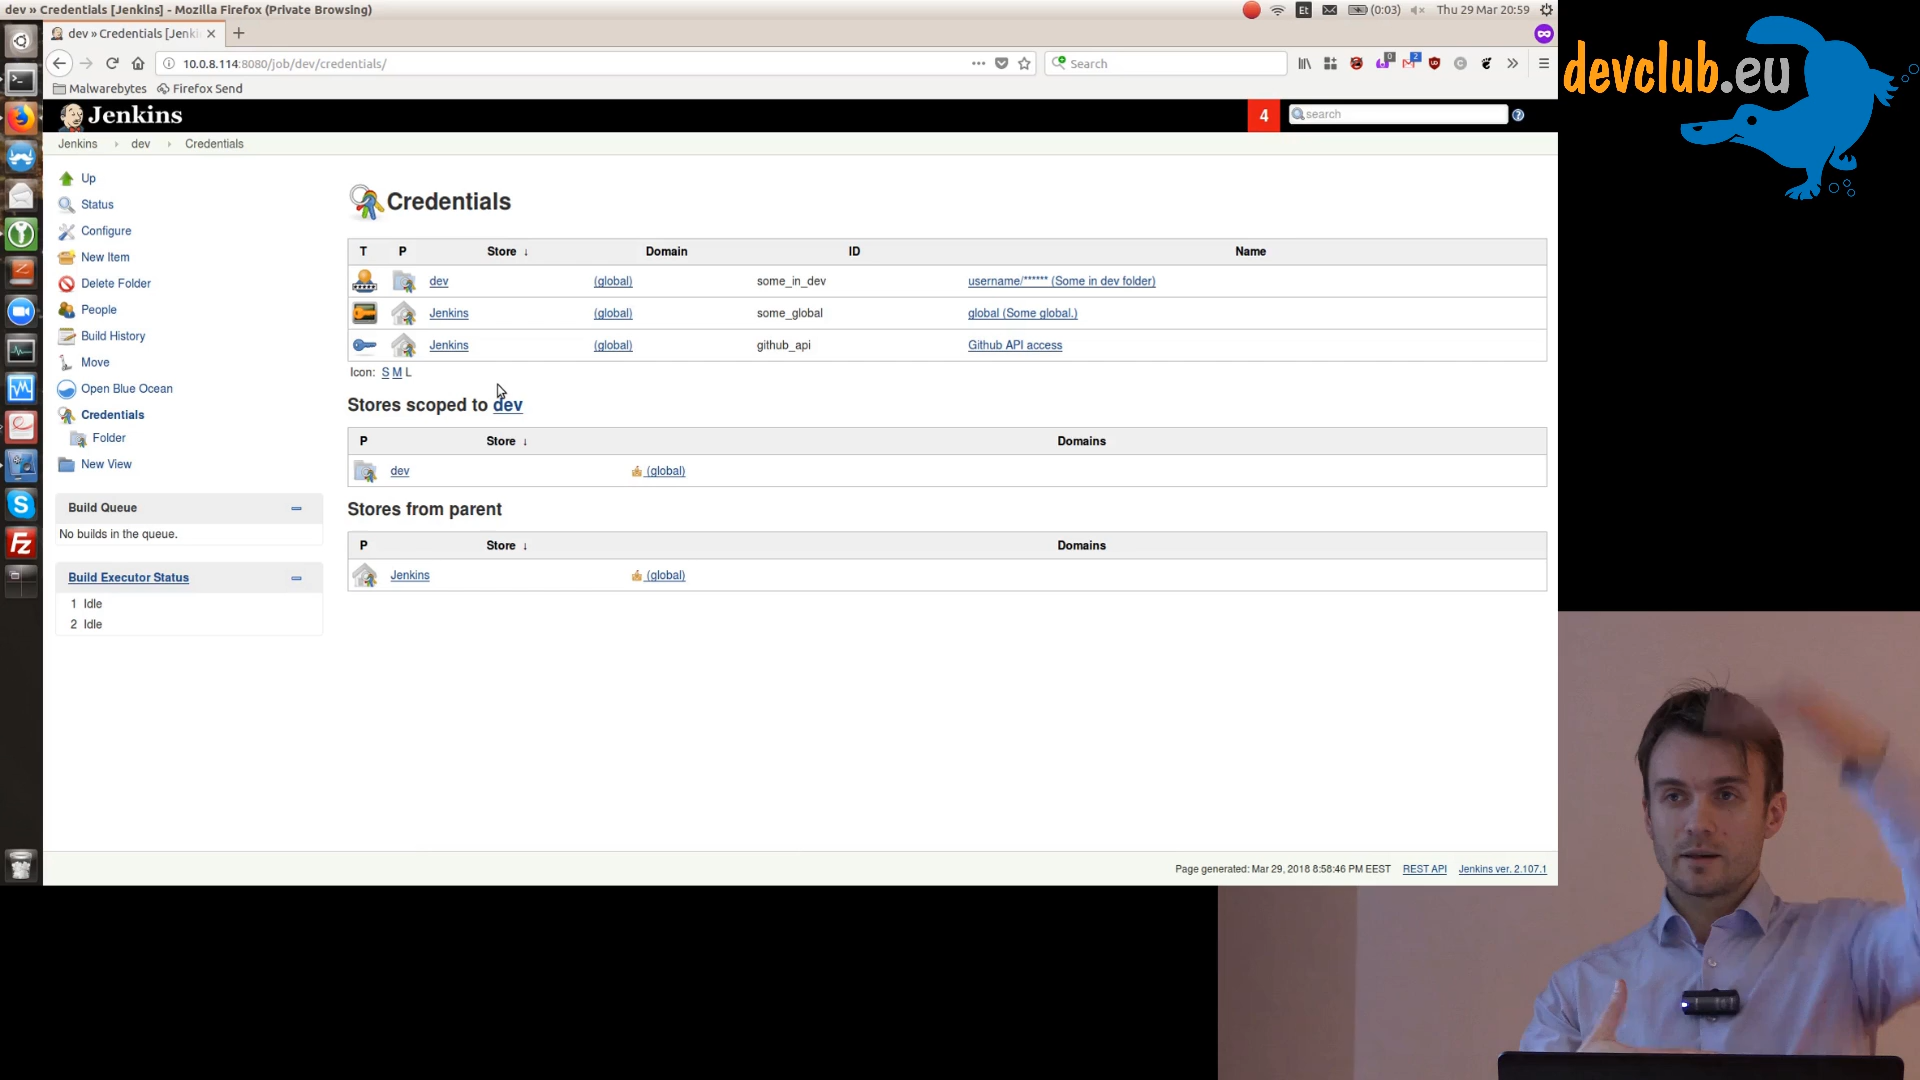 dev » Credentials [Jenkins] - Mozilla Firefox (Private Browsing)
Et
(0:03)
Thu 29 Mar 20:59
dev » Credentials [Jenki
10.0.8.114:8080/job/dev/credentials/
Search
0
2
Malwarebytes
Firefox Send
devclub.eu
Jenkins
4
search
Jenkins
dev
Credentials
Up
Status
Configure
New Item
Delete Folder
People
Build History
Move
Open Blue Ocean
Credentials
Folder
New View
Build Queue
No builds in the queue.
Build Executor Status
1 Idle
2 Idle
Credentials
T P Store ↓ Domain ID Name
dev (global) some_in_dev username/****** (Some in dev folder)
Jenkins (global) some_global global (Some global.)
Jenkins (global) github_api Github API access
Icon: S M L
Stores scoped to dev
P Store ↓ Domains
dev (global)
Stores from parent
P Store ↓ Domains
Jenkins (global)
Page generated: Mar 29, 2018 8:58:46 PM EEST
REST API
Jenkins ver. 2.107.1